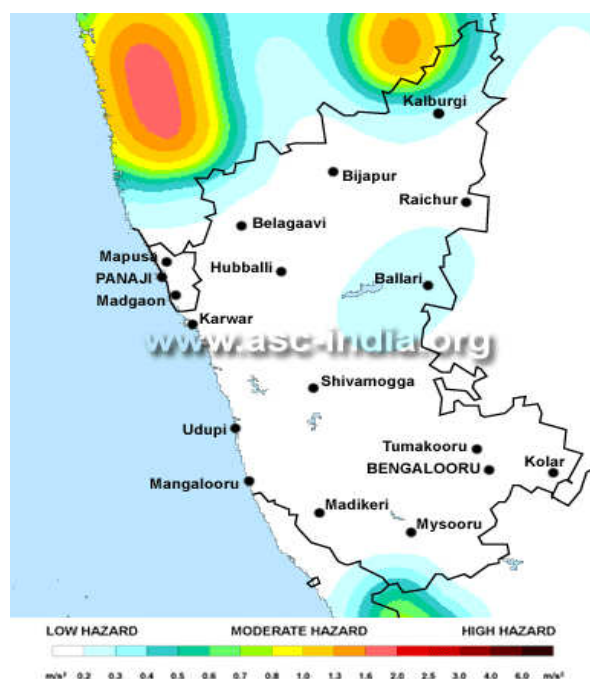 Kalburgi
Bijapur
Raichur
Belagaavi
Mapusa
Hubballi
PANAJI
Ballari
Madgaon
Karwar
www.asc-india.org
Shivamogga
Udupi
Tumakooru
BENGALOORU
Kolar
Mangalooru
Madikeri
Mysooru
LOW HAZARD MODERATE HAZARD HIGH HAZARD
m/s² 0.2 0.3 0.4 0.5 0.6 0.7 0.8 1.0 1.3 1.6 2.0 2.5 3.0 4.0 6.0 m/s²